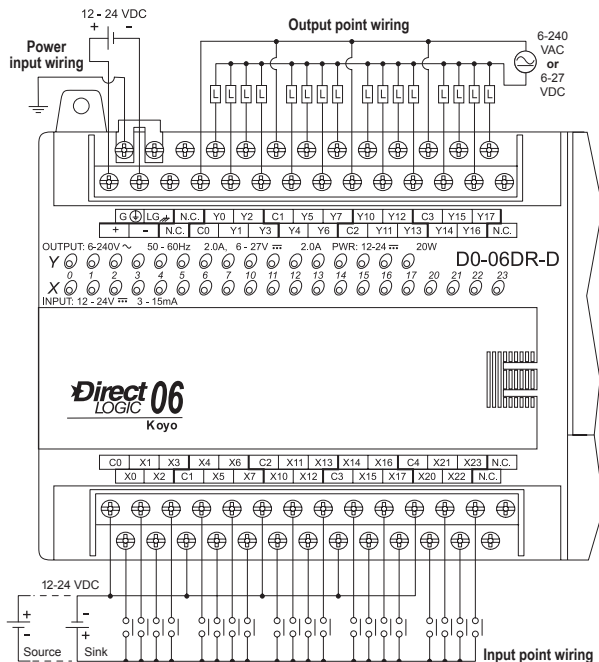 12 - 24 VDC
+ -
Power
input wiring
Output point wiring
6-240
VAC
or
6-27
VDC
L L L L L L L L L L L L L L L L
G LG N.C. Y0 Y2 C1 Y5 Y7 Y10 Y12 C3 Y15 Y17
+ - N.C. C0 Y1 Y3 Y4 Y6 C2 Y11 Y13 Y14 Y16 N.C.
OUTPUT: 6-240V ~ 50 - 60Hz 2.0A, 6 - 27V ⎓ 2.0A PWR: 12-24 ⎓ 20W
D0-06DR-D
Y
0 1 2 3 4 5 6 7 10 11 12 13 14 15 16 17 20 21 22 23
X
INPUT: 12 - 24V ⎓ 3 - 15mA
Direct
LOGIC 06
Koyo
C0 X1 X3 X4 X6 C2 X11 X13 X14 X16 C4 X21 X23 N.C.
X0 X2 C1 X5 X7 X10 X12 C3 X15 X17 X20 X22 N.C.
12-24 VDC
+ -
- +
Source Sink
Input point wiring